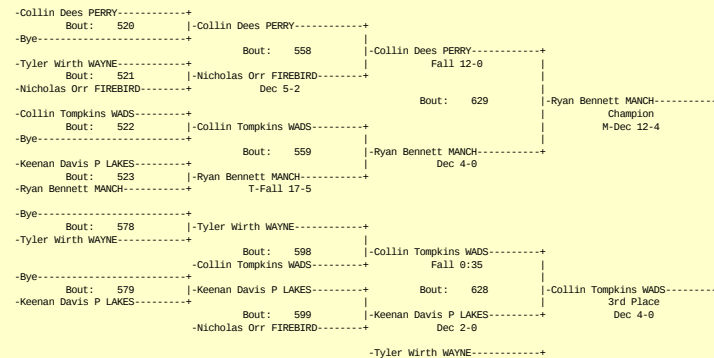 -Collin Dees PERRY-----------+
Bout:    520         |-Collin Dees PERRY-----------+
-Bye-------------------------+                             |
Bout:    558         |-Collin Dees PERRY-----------+
-Tyler Wirth WAYNE-----------+                             |          Fall 12-0          |
Bout:    521         |-Nicholas Orr FIREBIRD-------+                             |
-Nicholas Orr FIREBIRD-------+          Dec 5-2                                          |
Bout:    629         |-Ryan Bennett MANCH----------
-Collin Tompkins WADS--------+                                                           |          Champion
Bout:    522         |-Collin Tompkins WADS--------+                             |          M-Dec 12-4
-Bye-------------------------+                             |                             |
Bout:    559         |-Ryan Bennett MANCH----------+
-Keenan Davis P LAKES--------+                             |          Dec 4-0
Bout:    523         |-Ryan Bennett MANCH----------+
-Ryan Bennett MANCH----------+          T-Fall 17-5
-Bye-------------------------+
Bout:    578         |-Tyler Wirth WAYNE-----------+
-Tyler Wirth WAYNE-----------+                             |
Bout:    598         |-Collin Tompkins WADS--------+
-Collin Tompkins WADS--------+          Fall 0:35          |
-Bye-------------------------+                                                           |
Bout:    579         |-Keenan Davis P LAKES--------+         Bout:    628         |-Collin Tompkins WADS--------
-Keenan Davis P LAKES--------+                             |                             |          3rd Place
Bout:    599         |-Keenan Davis P LAKES--------+          Dec 4-0
-Nicholas Orr FIREBIRD-------+          Dec 2-0
-Tyler Wirth WAYNE-----------+